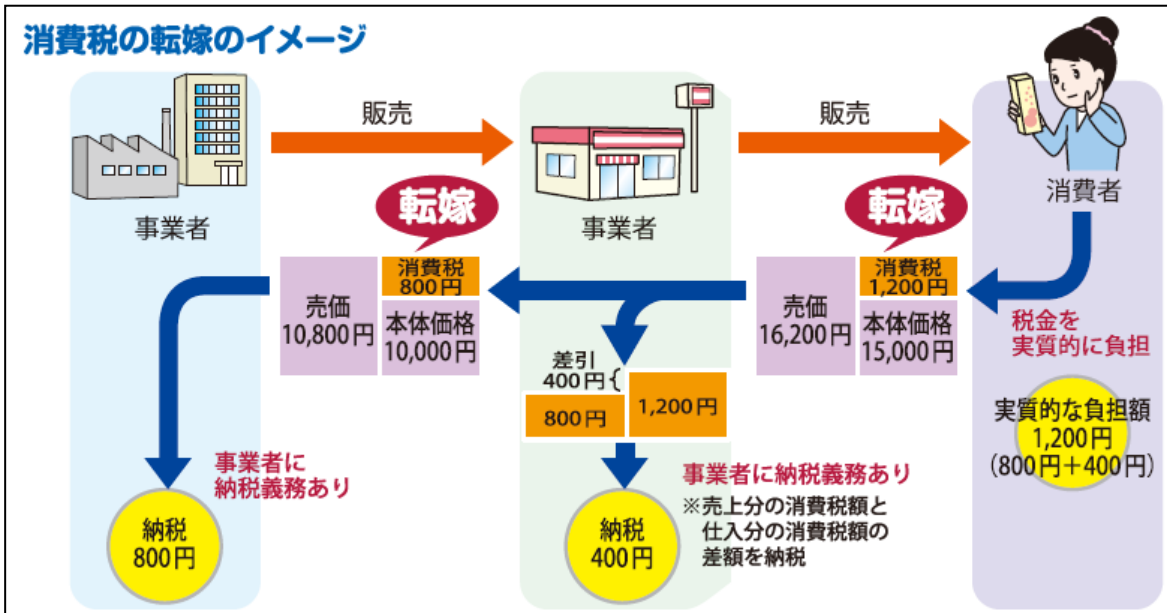 消費税の転嫁のイメージ
販売
販売
事業者
事業者
消費者
転嫁
転嫁
売価
10,800円
消費税
800円
本体価格
10,000円
売価
16,200円
消費税
1,200円
本体価格
15,000円
税金を
実質的に負担
差引
400円{
800円
1,200円
実質的な負担額
1,200円
（800円＋400円）
事業者に
納税義務あり
納税
800円
納税
400円
事業者に納税義務あり
※売上分の消費税額と
仕入分の消費税額の
差額を納税